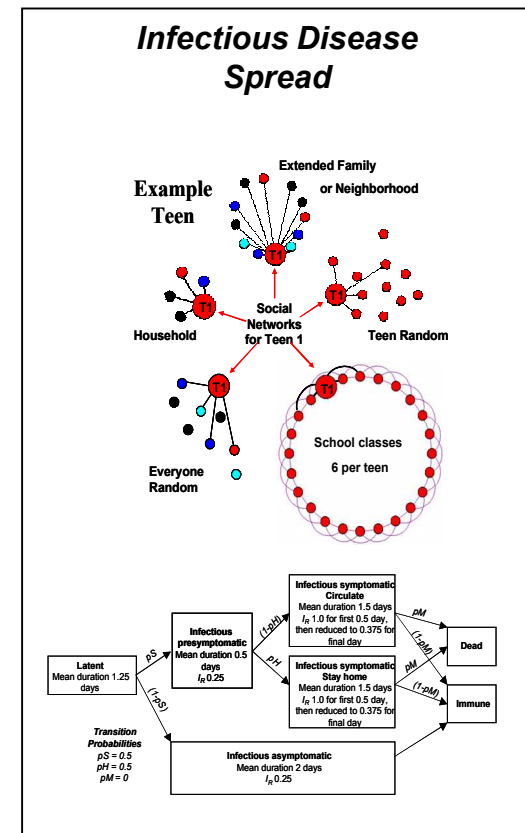 Infectious Disease
Spread
Extended Family
or Neighborhood
Example
Teen
T1
T1
T1
Household
Social
Networks
for Teen 1
Teen Random
T1
T1
School classes
6 per teen
Everyone
Random
Infectious symptomatic
Circulate
Mean duration 1.5 days
IR 1.0 for first 0.5 day,
then reduced to 0.375 for
final day
pM
(1-pH)
Infectious
presymptomatic
Mean duration 0.5
days
IR 0.25
pS
pH
(1-pM)
Dead
Latent
Mean duration 1.25
days
Infectious symptomatic
Stay home
Mean duration 1.5 days
IR 1.0 for first 0.5 day,
then reduced to 0.375 for
final day
pM
(1-pM)
Immune
(1-pS)
Transition
Probabilities
pS = 0.5
pH = 0.5
pM = 0
Infectious asymptomatic
Mean duration 2 days
IR 0.25